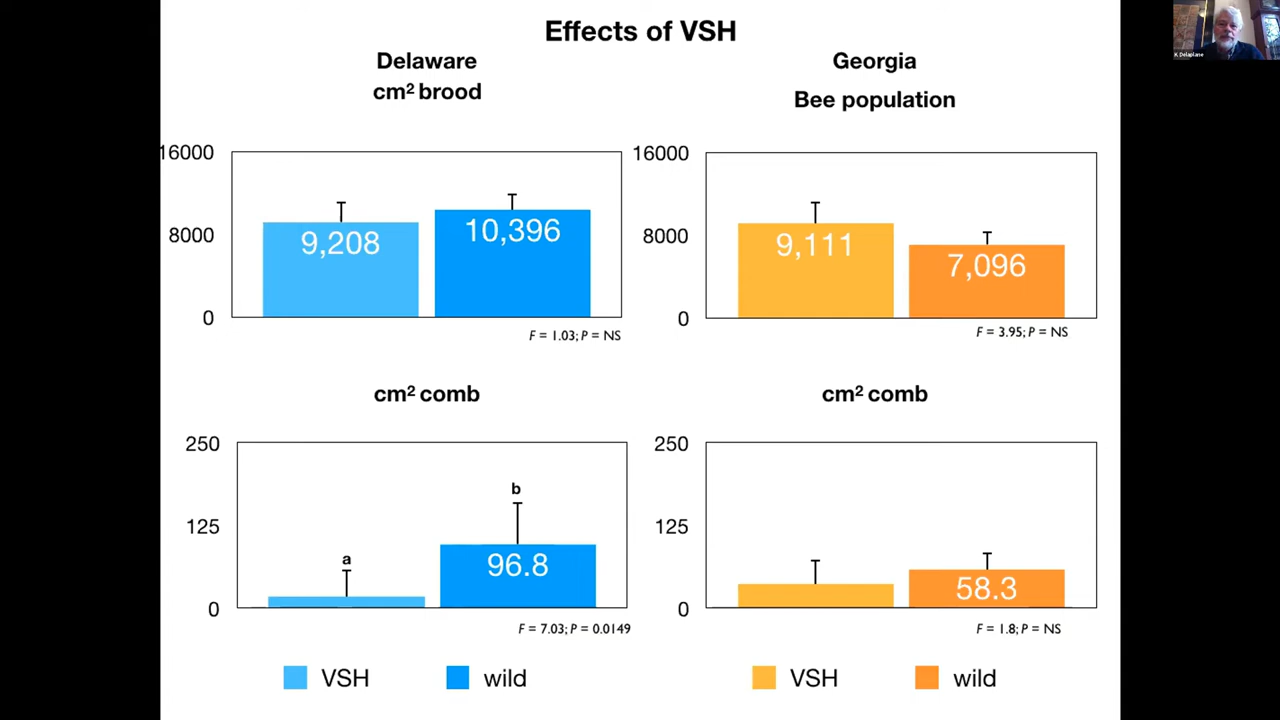 Effects of VSH
Delaware
cm² brood
16000
8000
0
9,208
10,396
F = 1.03; P = NS
Georgia
Bee population
16000
8000
0
9,111
7,096
F = 3.95; P = NS
cm² comb
250
125
0
a
b
96.8
F = 7.03; P = 0.0149
VSH
wild
cm² comb
250
125
0
58.3
F = 1.8; P = NS
VSH
wild
K Delaplane